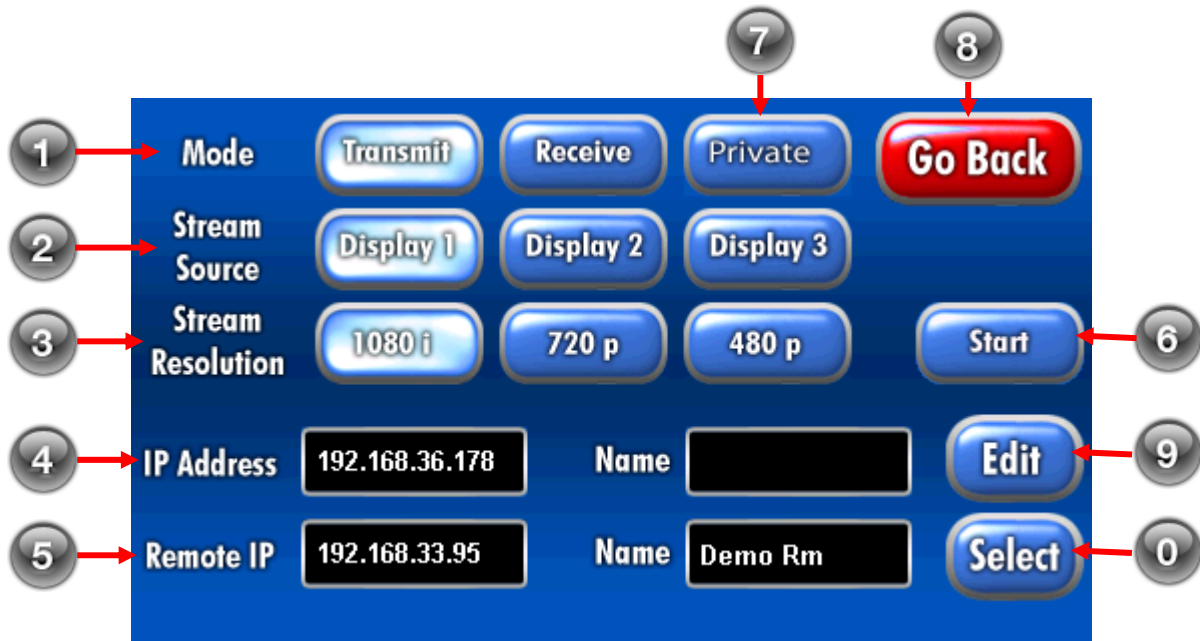 7
8
1
Mode
Transmit
Receive
Private
Go Back
2
Stream
Source
Display 1
Display 2
Display 3
3
Stream
Resolution
1080 i
720 p
480 p
Start
6
4
IP Address
192.168.36.178
Name
Edit
9
5
Remote IP
192.168.33.95
Name
Demo Rm
Select
0